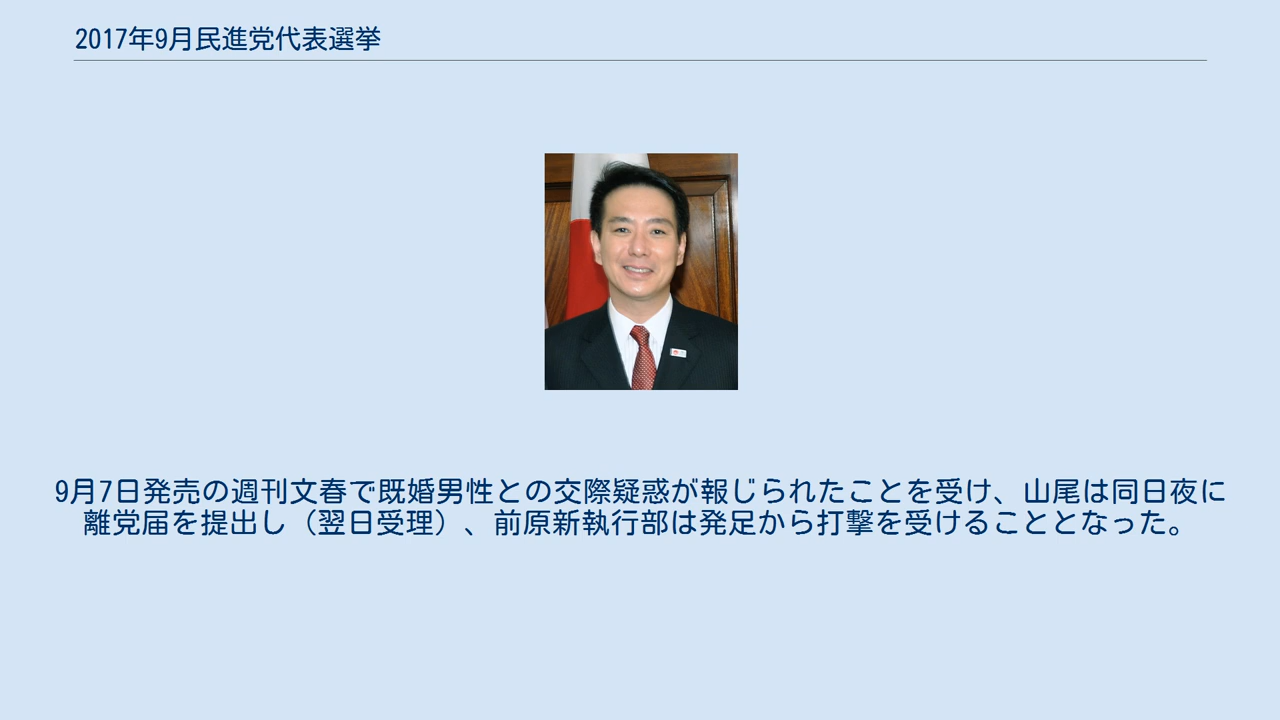 2017年9月民進党代表選挙
9月7日発売の週刊文春で既婚男性との交際疑惑が報じられたことを受け、山尾は同日夜に
離党届を提出し（翌日受理）、前原新執行部は発足から打撃を受けることとなった。